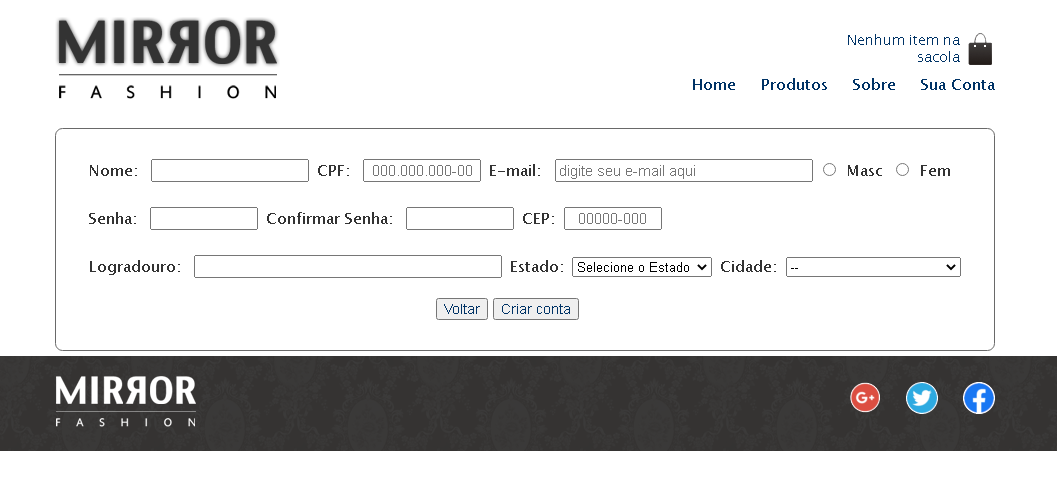 MIRROR
FASHION
Nenhum item na
sacola
Home Produtos Sobre Sua Conta
Nome: CPF: 000.000.000-00 E-mail: digite seu e-mail aqui Masc Fem
Senha: Confirmar Senha: CEP: 00000-000
Logradouro: Estado: Selecione o Estado Cidade: --
Voltar Criar conta
MIRROR
FASHION
G+ f